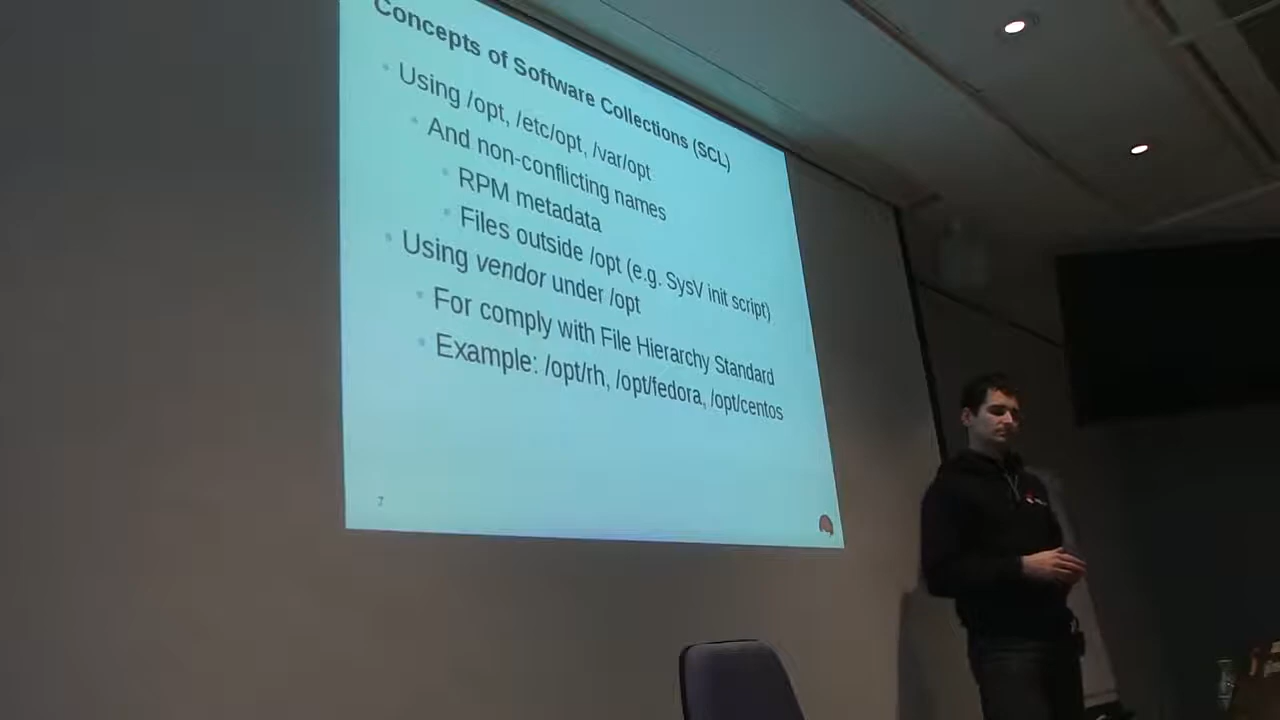 Concepts of Software Collections (SCL)
Using /opt, /etc/opt, /var/opt
And non-conflicting names
RPM metadata
Files outside /opt (e.g. SysV init script)
Using vendor under /opt
For comply with File Hierarchy Standard
Example: /opt/rh, /opt/fedora, /opt/centos
7